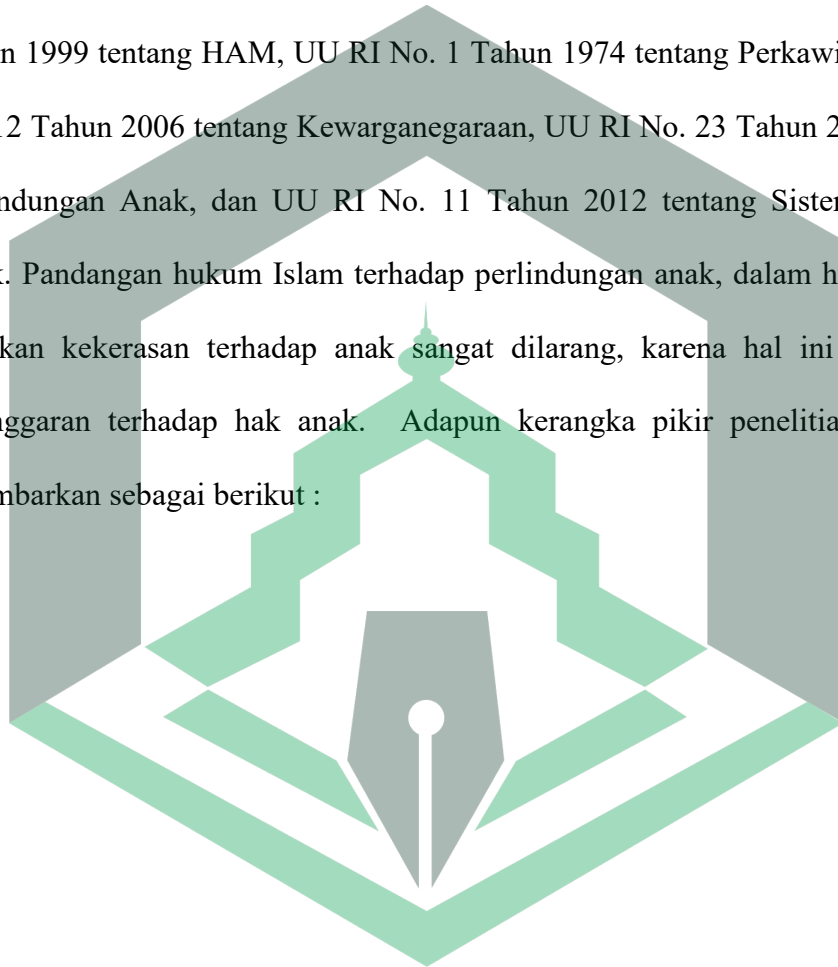 n 1999 tentang HAM, UU RI No. 1 Tahun 1974 tentang Perkawi
12 Tahun 2006 tentang Kewarganegaraan, UU RI No. 23 Tahun 2
ndungan Anak, dan UU RI No. 11 Tahun 2012 tentang Sister
k. Pandangan hukum Islam terhadap perlindungan anak, dalam h
kan kekerasan terhadap anak sangat dilarang, karena hal ini
nggaran terhadap hak anak. Adapun kerangka pikir penelitia
mbarkan sebagai berikut :